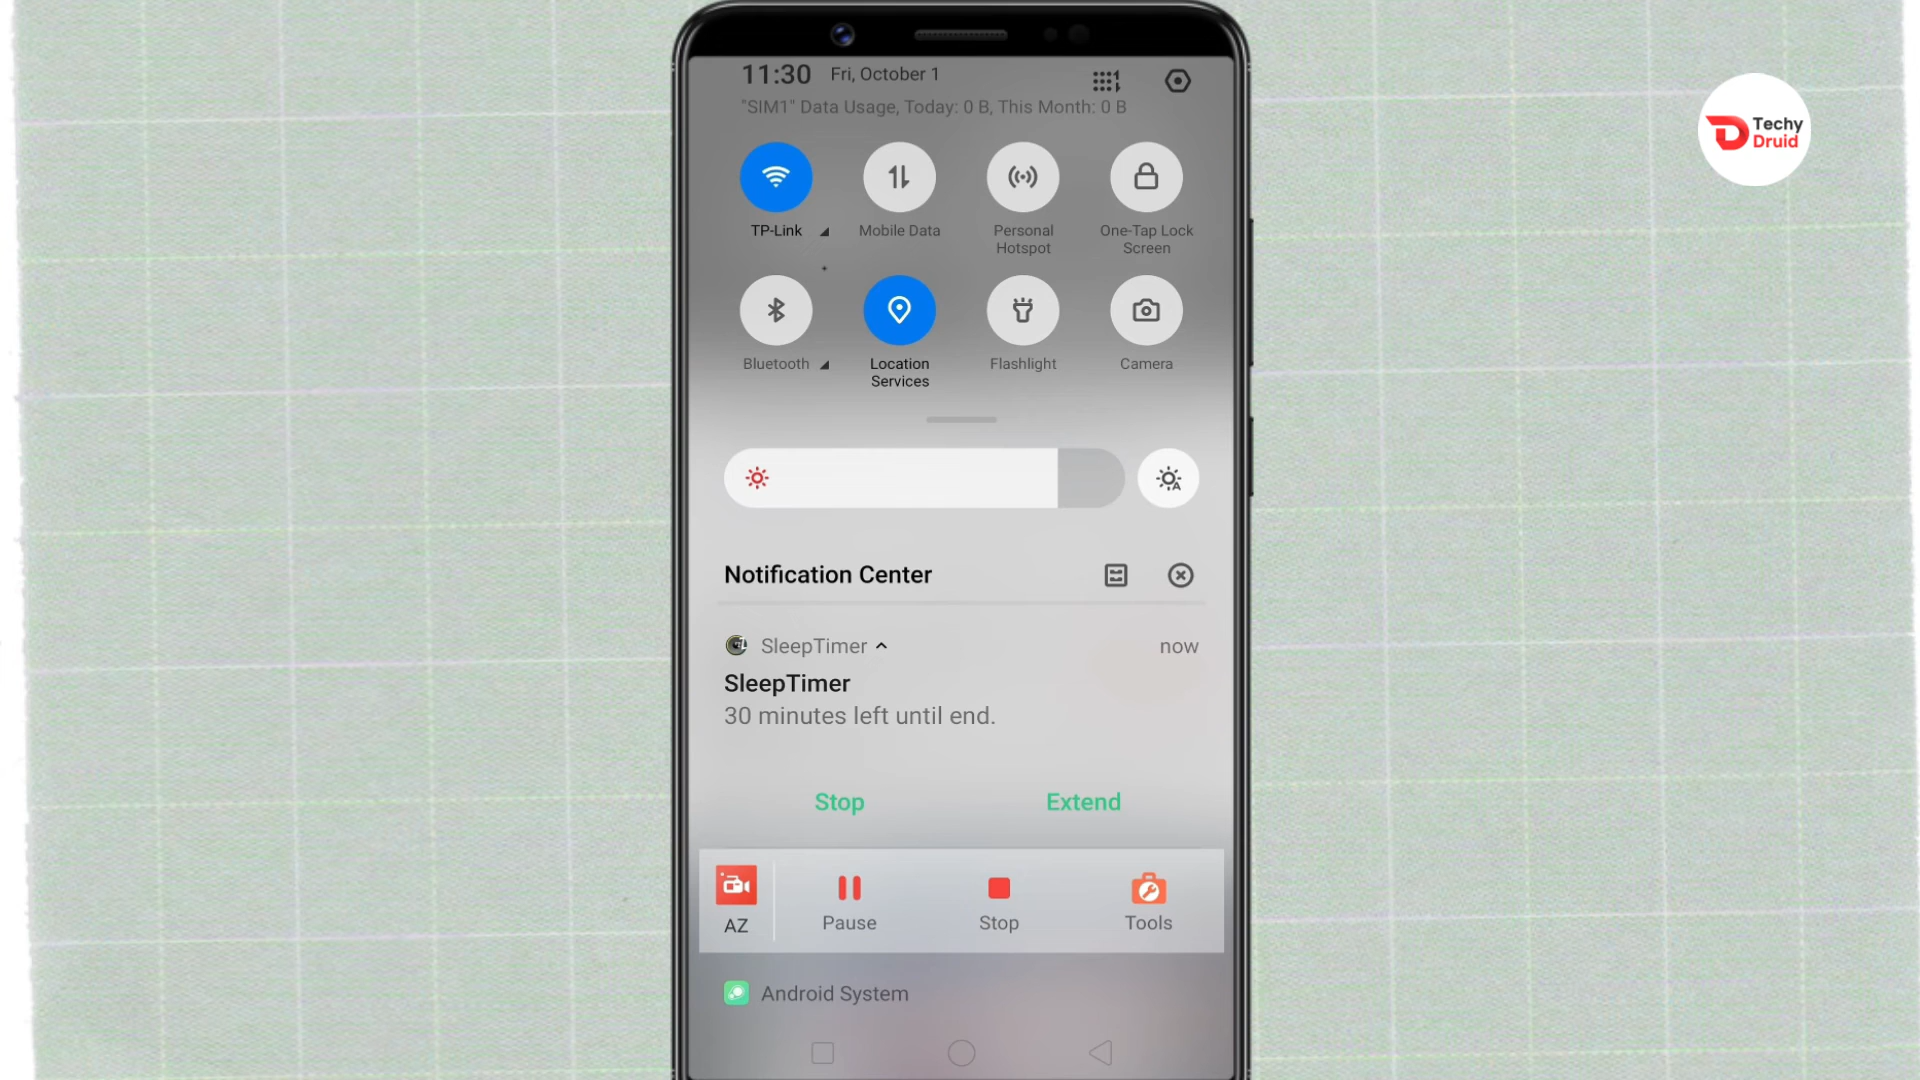 11:30 Fri, October 1
"SIM1" Data Usage, Today: 0 B, This Month: 0 B
TP-Link
Mobile Data
Personal
Hotspot
One-Tap Lock
Screen
Bluetooth
Location
Services
Flashlight
Camera
Notification Center
SleepTimer now
SleepTimer
30 minutes left until end.
Stop
Extend
AZ
Pause
Stop
Tools
Android System
Techy
Druid